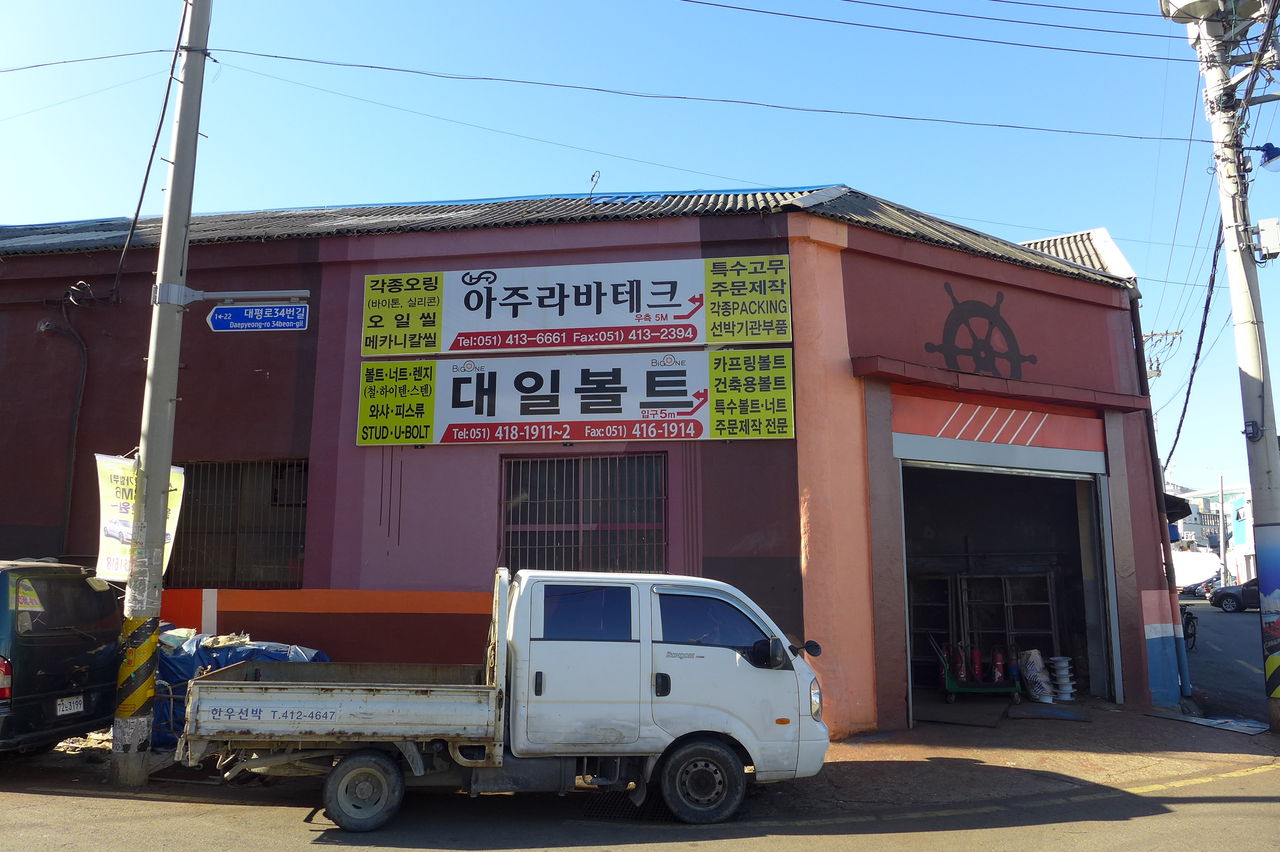 1←22
대평로34번길
Daepyeong-ro 34beon-gil
각종오링
(바이톤, 실리콘)
오일씰
메카니칼씰
아주라바테크
우측 5M
Tel:051) 413-6661 Fax:051) 413-2394
특수고무
주문제작
각종PACKING
선박기관부품
볼트·너트·렌지
(철·하이텐·스텐)
와샤·피스류
STUD·U-BOLT
BIGONE
BIGONE
대일볼트
입구5m
Tel:051) 418-1911~2 Fax:051) 416-1914
카프링볼트
건축용볼트
특수볼트·너트
주문제작 전문
한우선박 T.412-4647